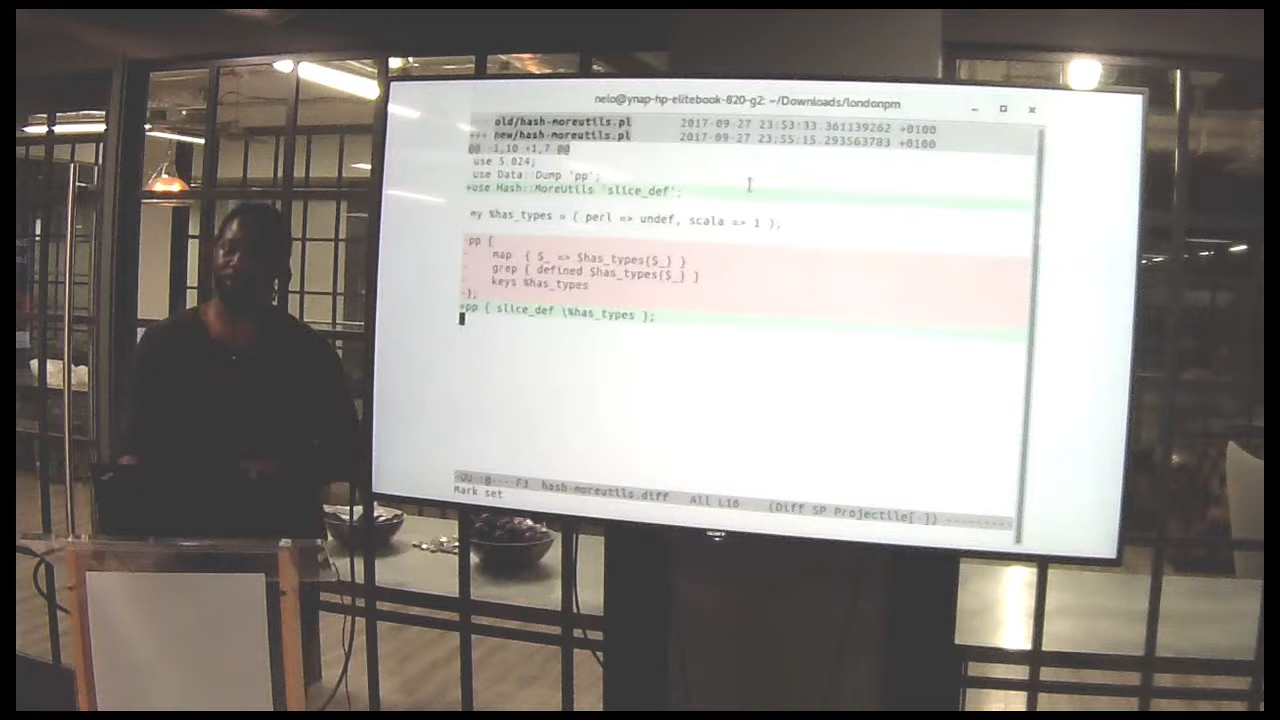 nelo@ynap-hp-elitebook-820-g2: ~/Downloads/londonpm
--- old/hash-moreutils.pl 2017-09-27 23:53:33.361139262 +0100
+++ new/hash-moreutils.pl 2017-09-27 23:55:15.293563783 +0100
@@ -1,10 +1,7 @@
use 5.024;
use Data::Dump 'pp';
+use Hash::MoreUtils 'slice_def';
my %has_types = ( perl => undef, scala => 1 );
-pp {
- map { $_ => $has_types{$_} }
- grep { defined $has_types{$_} }
- keys %has_types
-};
+pp { slice_def \%has_types };
-UU-:@----F3 hash-moreutils.diff All L16 (Diff SP Projectile[-]) --------
Mark set